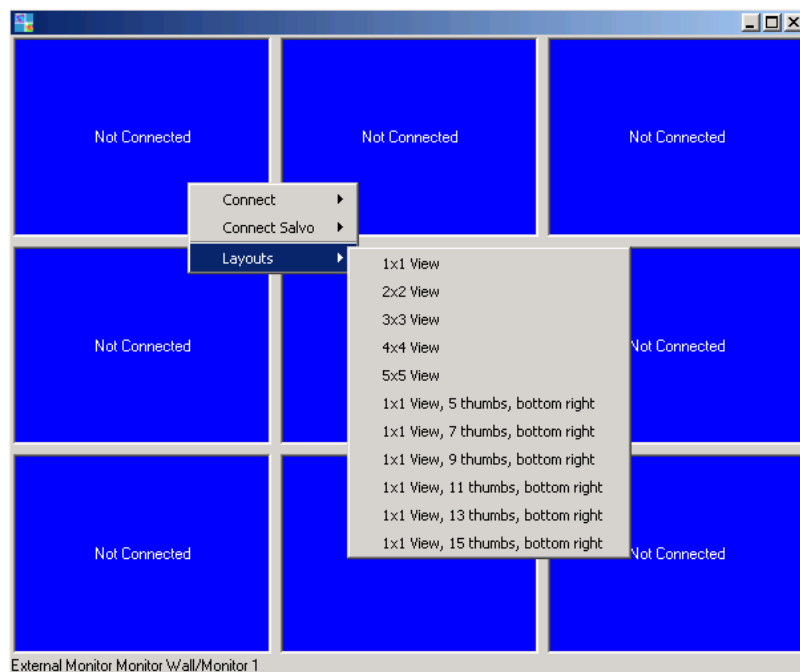 Not Connected
Not Connected
Not Connected
Connect
Connect Salvo
Layouts
1x1 View
2x2 View
3x3 View
4x4 View
5x5 View
1x1 View, 5 thumbs, bottom right
1x1 View, 7 thumbs, bottom right
1x1 View, 9 thumbs, bottom right
1x1 View, 11 thumbs, bottom right
1x1 View, 13 thumbs, bottom right
1x1 View, 15 thumbs, bottom right
Not Connected
Not Connected
Not Connected
Not Connected
External Monitor Monitor Wall/Monitor 1